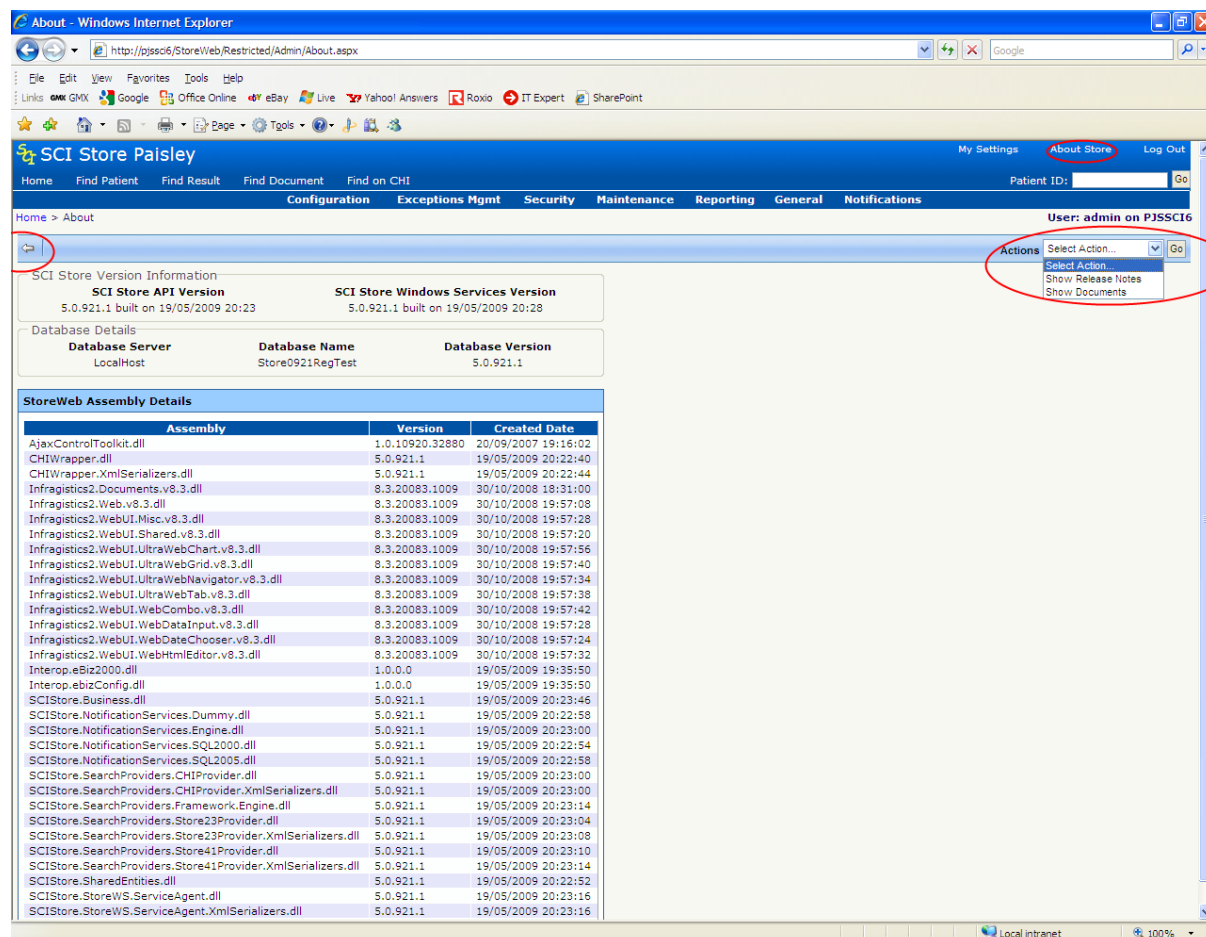 About - Windows Internet Explorer
http://pjssci6/StoreWeb/Restricted/Admin/About.aspx
Google
File Edit View Favorites Tools Help
Links GMX GMX Google Office Online eBay Live Yahoo! Answers Roxio IT Expert SharePoint
Page Tools
SCI Store Paisley
My Settings About Store Log Out
Home Find Patient Find Result Find Document Find on CHI
Patient ID: Go
Configuration Exceptions Mgmt Security Maintenance Reporting General Notifications
Home > About
User: admin on PJSSCI6
Actions Select Action... Go
Select Action...
Show Release Notes
Show Documents
SCI Store Version Information
SCI Store API Version SCI Store Windows Services Version
5.0.921.1 built on 19/05/2009 20:23 5.0.921.1 built on 19/05/2009 20:28
Database Details
Database Server Database Name Database Version
LocalHost Store0921RegTest 5.0.921.1
StoreWeb Assembly Details
Assembly Version Created Date
AjaxControlToolkit.dll 1.0.10920.32880 20/09/2007 19:16:02
CHIWrapper.dll 5.0.921.1 19/05/2009 20:22:40
CHIWrapper.XmlSerializers.dll 5.0.921.1 19/05/2009 20:22:44
Infragistics2.Documents.v8.3.dll 8.3.20083.1009 30/10/2008 18:31:00
Infragistics2.Web.v8.3.dll 8.3.20083.1009 30/10/2008 19:57:08
Infragistics2.WebUI.Misc.v8.3.dll 8.3.20083.1009 30/10/2008 19:57:28
Infragistics2.WebUI.Shared.v8.3.dll 8.3.20083.1009 30/10/2008 19:57:20
Infragistics2.WebUI.UltraWebChart.v8.3.dll 8.3.20083.1009 30/10/2008 19:57:56
Infragistics2.WebUI.UltraWebGrid.v8.3.dll 8.3.20083.1009 30/10/2008 19:57:40
Infragistics2.WebUI.UltraWebNavigator.v8.3.dll 8.3.20083.1009 30/10/2008 19:57:34
Infragistics2.WebUI.UltraWebTab.v8.3.dll 8.3.20083.1009 30/10/2008 19:57:38
Infragistics2.WebUI.WebCombo.v8.3.dll 8.3.20083.1009 30/10/2008 19:57:42
Infragistics2.WebUI.WebDataInput.v8.3.dll 8.3.20083.1009 30/10/2008 19:57:28
Infragistics2.WebUI.WebDateChooser.v8.3.dll 8.3.20083.1009 30/10/2008 19:57:24
Infragistics2.WebUI.WebHtmlEditor.v8.3.dll 8.3.20083.1009 30/10/2008 19:57:32
Interop.eBiz2000.dll 1.0.0.0 19/05/2009 19:35:50
Interop.ebizConfig.dll 1.0.0.0 19/05/2009 19:35:50
SCIStore.Business.dll 5.0.921.1 19/05/2009 20:23:46
SCIStore.NotificationServices.Dummy.dll 5.0.921.1 19/05/2009 20:22:58
SCIStore.NotificationServices.Engine.dll 5.0.921.1 19/05/2009 20:23:00
SCIStore.NotificationServices.SQL2000.dll 5.0.921.1 19/05/2009 20:22:54
SCIStore.NotificationServices.SQL2005.dll 5.0.921.1 19/05/2009 20:22:58
SCIStore.SearchProviders.CHIProvider.dll 5.0.921.1 19/05/2009 20:23:00
SCIStore.SearchProviders.CHIProvider.XmlSerializers.dll 5.0.921.1 19/05/2009 20:23:00
SCIStore.SearchProviders.Framework.Engine.dll 5.0.921.1 19/05/2009 20:23:14
SCIStore.SearchProviders.Store23Provider.dll 5.0.921.1 19/05/2009 20:23:04
SCIStore.SearchProviders.Store23Provider.XmlSerializers.dll 5.0.921.1 19/05/2009 20:23:08
SCIStore.SearchProviders.Store41Provider.dll 5.0.921.1 19/05/2009 20:23:10
SCIStore.SearchProviders.Store41Provider.XmlSerializers.dll 5.0.921.1 19/05/2009 20:23:14
SCIStore.SharedEntities.dll 5.0.921.1 19/05/2009 20:22:52
SCIStore.StoreWS.ServiceAgent.dll 5.0.921.1 19/05/2009 20:23:16
SCIStore.StoreWS.ServiceAgent.XmlSerializers.dll 5.0.921.1 19/05/2009 20:23:16
Local intranet 100%